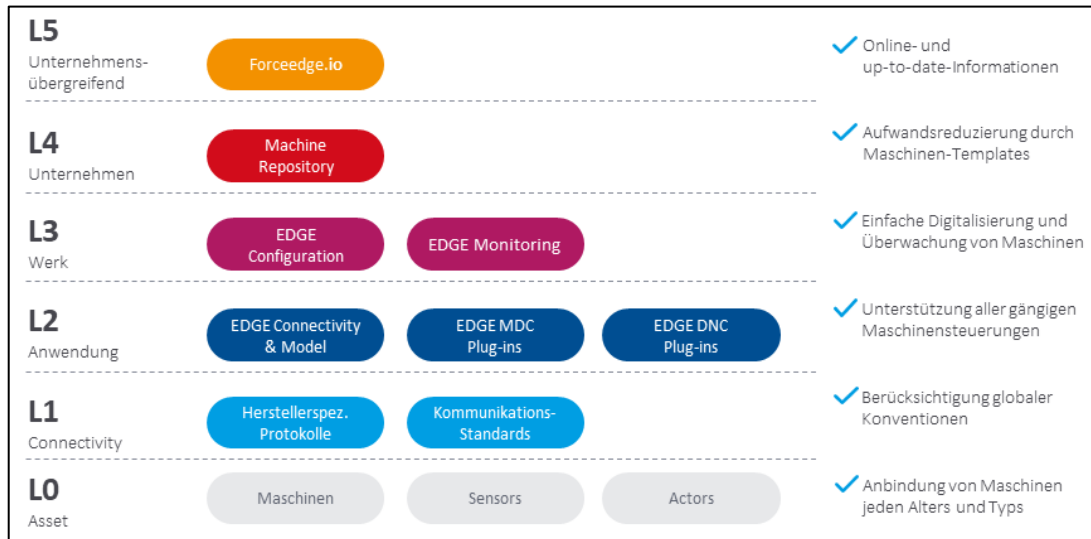 L5
Unternehmens-
übergreifend
Forceedge.io
Online- und
up-to-date-Informationen
L4
Unternehmen
Machine
Repository
Aufwandsreduzierung durch
Maschinen-Templates
L3
Werk
EDGE
Configuration
EDGE Monitoring
Einfache Digitalisierung und
Überwachung von Maschinen
L2
Anwendung
EDGE Connectivity
& Model
EDGE MDC
Plug-ins
EDGE DNC
Plug-ins
Unterstützung aller gängigen
Maschinensteuerungen
L1
Connectivity
Herstellerspez.
Protokolle
Kommunikations-
Standards
Berücksichtigung globaler
Konventionen
L0
Asset
Maschinen
Sensors
Actors
Anbindung von Maschinen
jeden Alters und Typs